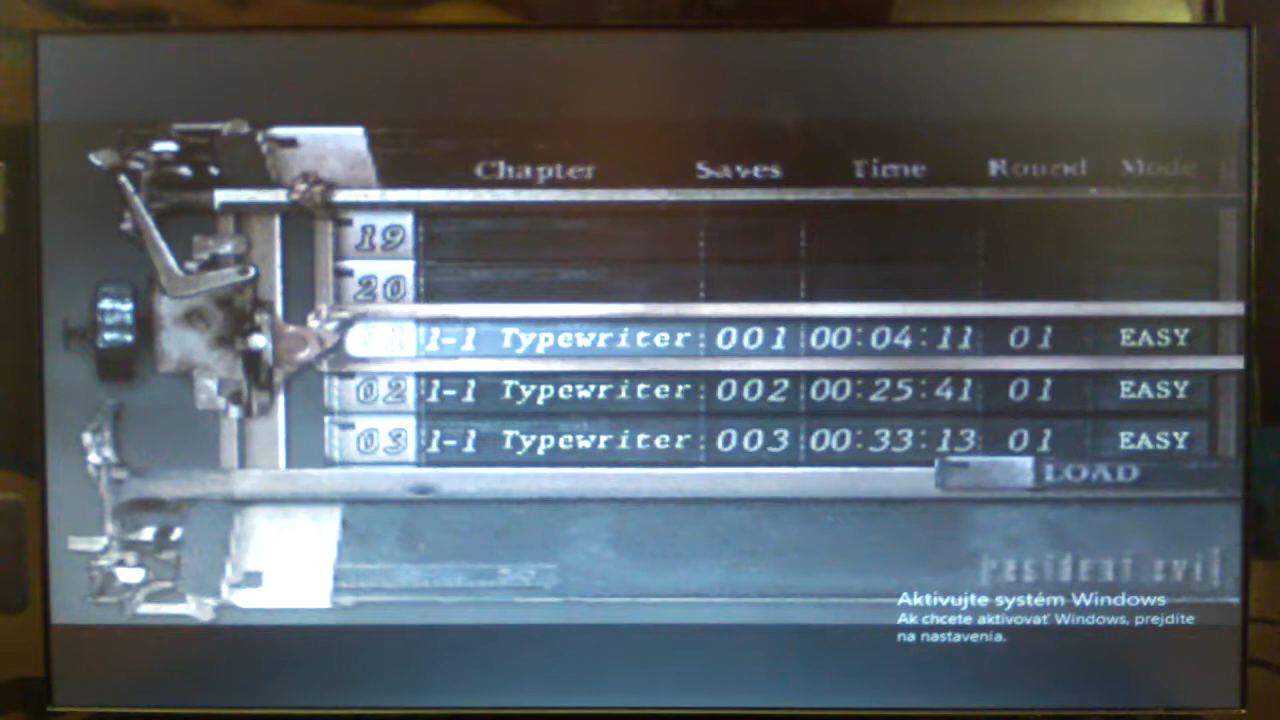 Chapter Saves Time Round Mode
19
20
01 1-1 Typewriter 001 00:04:11 01 EASY
02 1-1 Typewriter 002 00:25:41 01 EASY
03 1-1 Typewriter 003 00:33:13 01 EASY
LOAD
resident evil
Aktivujte systém Windows
Ak chcete aktivovať Windows, prejdite
na nastavenia.